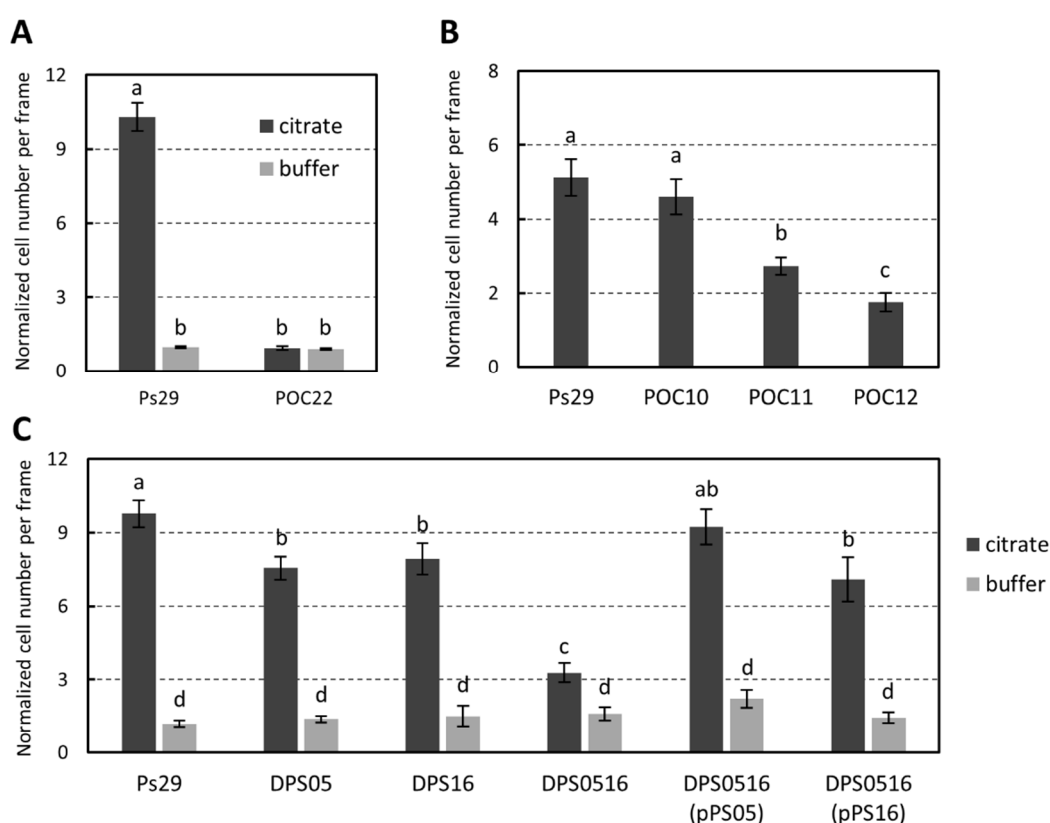 A
Normalized cell number per frame
12
9
6
3
0
a
b
b
b
citrate
buffer
Ps29
POC22
B
Normalized cell number per frame
8
6
4
2
0
a
a
b
c
Ps29
POC10
POC11
POC12
C
Normalized cell number per frame
12
9
6
3
0
a
d
b
d
b
d
c
d
ab
d
b
d
citrate
buffer
Ps29
DPS05
DPS16
DPS0516
DPS0516
(pPS05)
DPS0516
(pPS16)